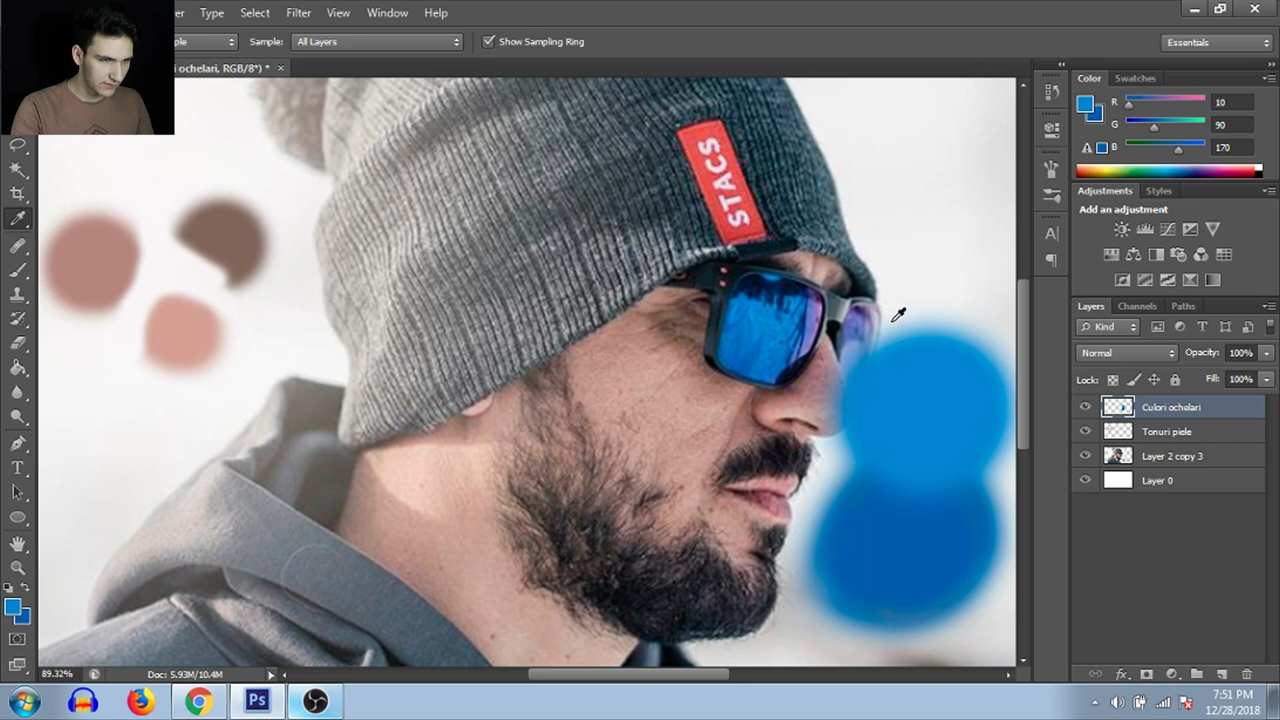 Type Select Filter View Window Help
Sample: All Layers Show Sampling Ring Essentials
ochelari, RGB/8*) * ×
Color Swatches
R 10
G 90
B 170
Adjustments Styles
Add an adjustment
STACS
Layers Channels Paths
Kind
Normal Opacity: 100%
Lock: Fill: 100%
Culori ochelari
Tonuri piele
Layer 2 copy 3
Layer 0
89.32% Doc: 5.93M/10.4M
Ps
7:51 PM
12/28/2018